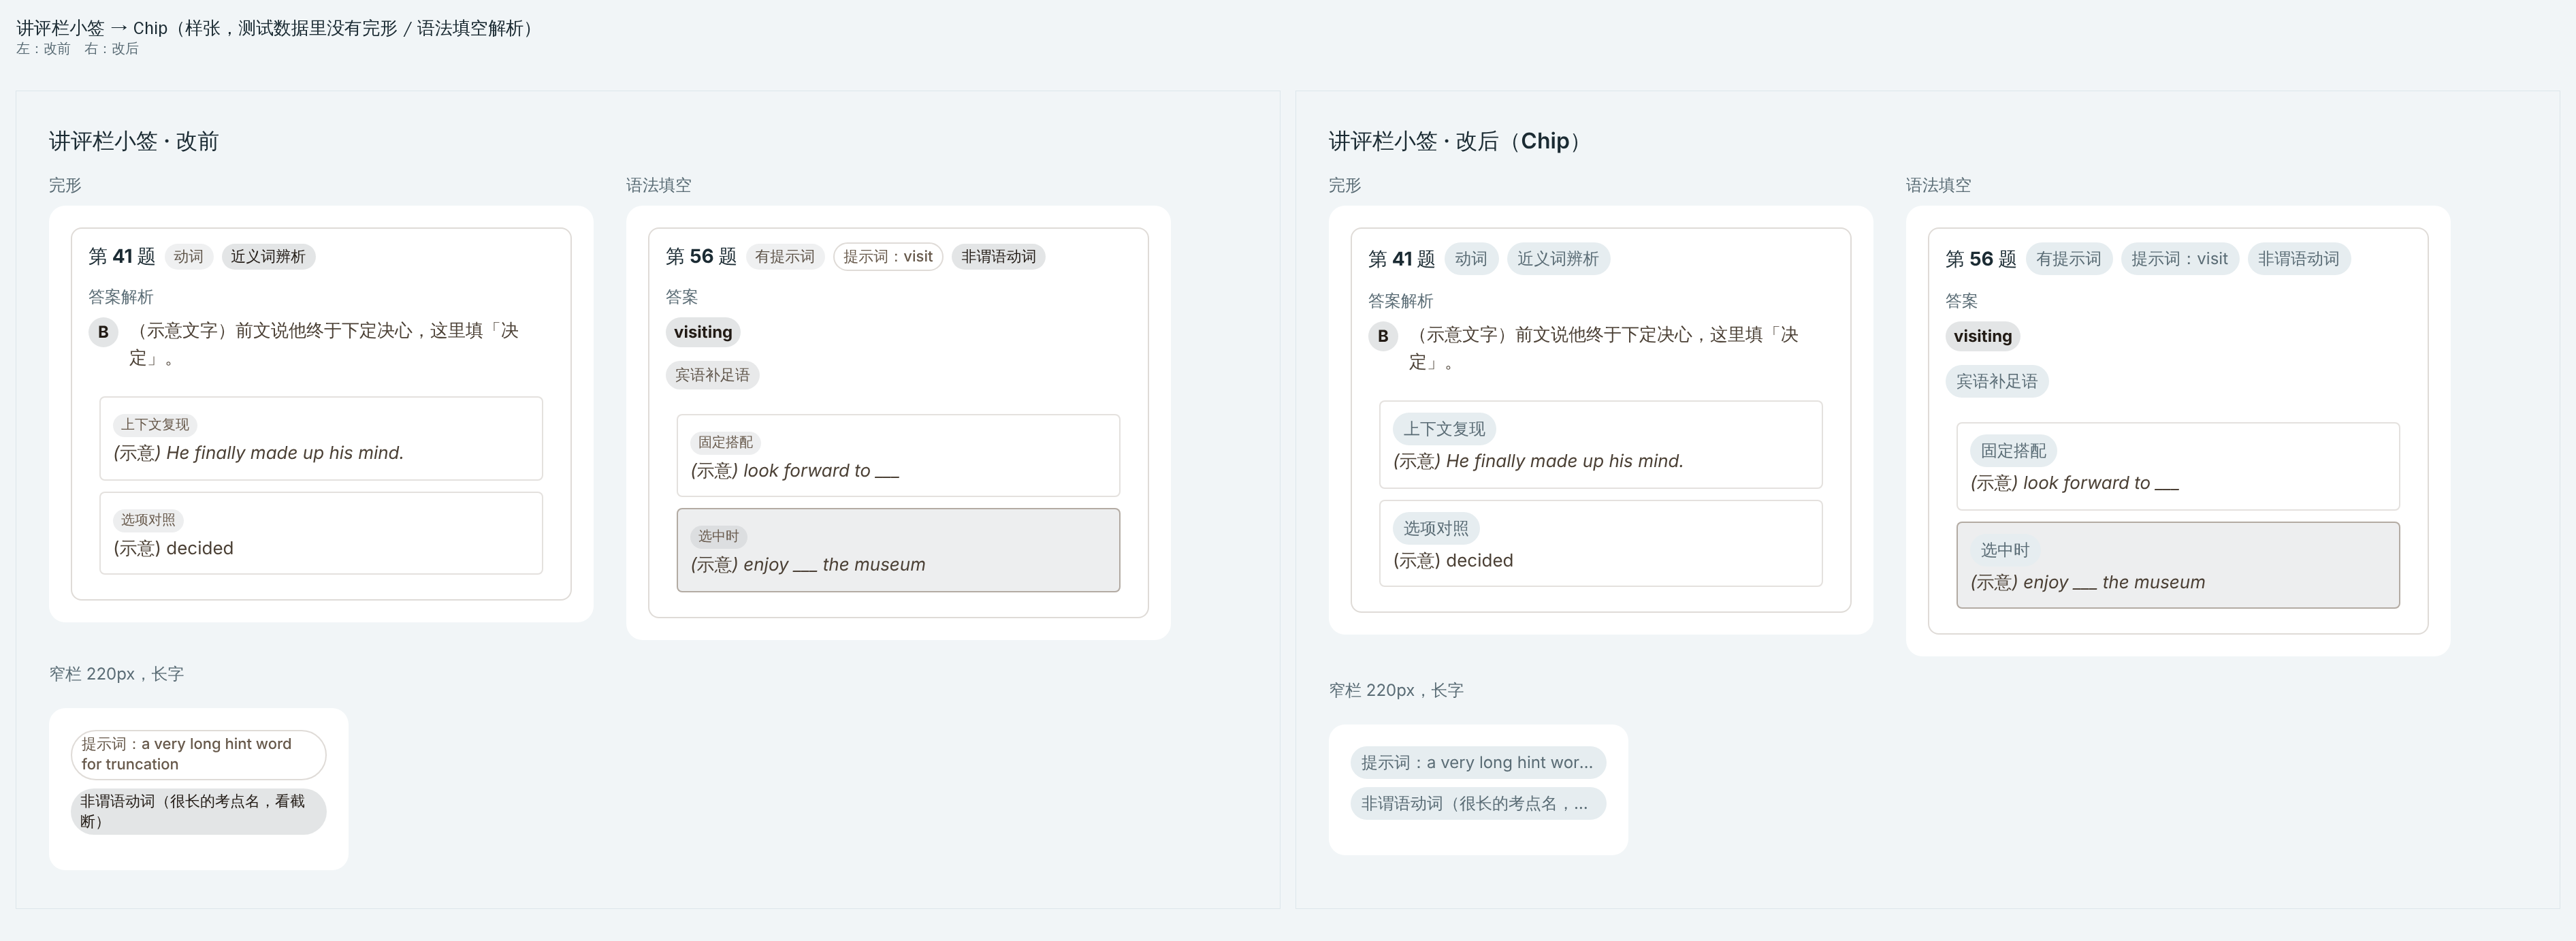 讲评栏小签 → Chip（样张，测试数据里没有完形 / 语法填空解析）
左：改前　右：改后
讲评栏小签 · 改前
完形
第 41 题 动词 近义词辨析
答案解析
B （示意文字）前文说他终于下定决心，这里填「决
定」。
上下文复现
(示意) He finally made up his mind.
选项对照
(示意) decided
语法填空
第 56 题 有提示词 提示词：visit 非谓语动词
答案
visiting
宾语补足语
固定搭配
(示意) look forward to ___
选中时
(示意) enjoy ___ the museum
窄栏 220px，长字
提示词：a very long hint word
for truncation
非谓语动词（很长的考点名，看截
断）
讲评栏小签 · 改后（Chip）
完形
第 41 题 动词 近义词辨析
答案解析
B （示意文字）前文说他终于下定决心，这里填「决
定」。
上下文复现
(示意) He finally made up his mind.
选项对照
(示意) decided
语法填空
第 56 题 有提示词 提示词：visit 非谓语动词
答案
visiting
宾语补足语
固定搭配
(示意) look forward to ___
选中时
(示意) enjoy ___ the museum
窄栏 220px，长字
提示词：a very long hint wor...
非谓语动词（很长的考点名，...